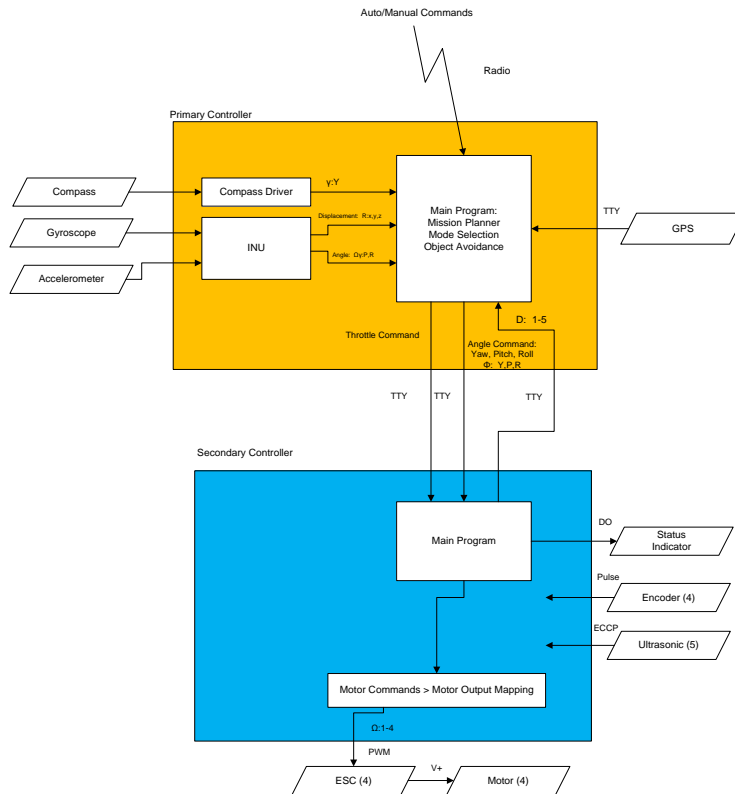 Auto/Manual Commands
Radio
Primary Controller
Compass
Compass Driver
γ:Y
Gyroscope
Accelerometer
INU
Displacement: R:x,y,z
Angle: Ωγ:P,R
Main Program:
Mission Planner
Mode Selection
Object Avoidance
TTY
GPS
D: 1-5
Throttle Command
Angle Command:
Yaw, Pitch, Roll
Φ: Y,P,R
TTY
TTY
TTY
Secondary Controller
Main Program
DO
Status
Indicator
Pulse
Encoder (4)
ECCP
Ultrasonic (5)
Motor Commands > Motor Output Mapping
Ω:1-4
PWM
ESC (4)
V+
Motor (4)